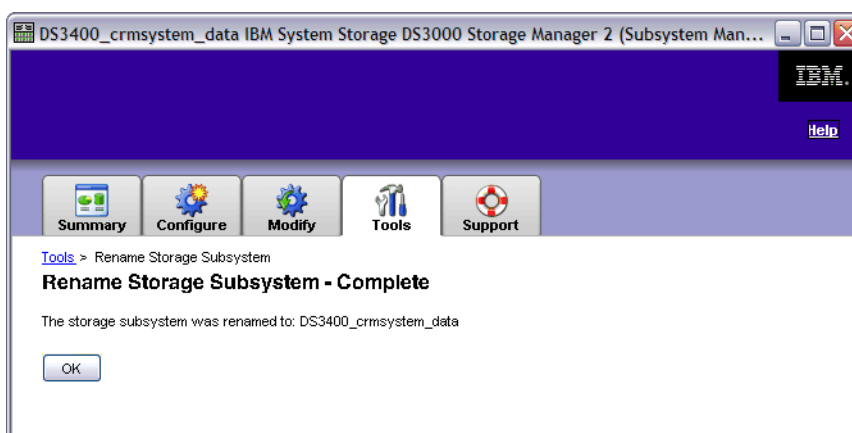 DS3400_crmsystem_data IBM System Storage DS3000 Storage Manager 2 (Subsystem Man...
IBM.
Help
Summary Configure Modify Tools Support
Tools > Rename Storage Subsystem
Rename Storage Subsystem - Complete
The storage subsystem was renamed to: DS3400_crmsystem_data
OK